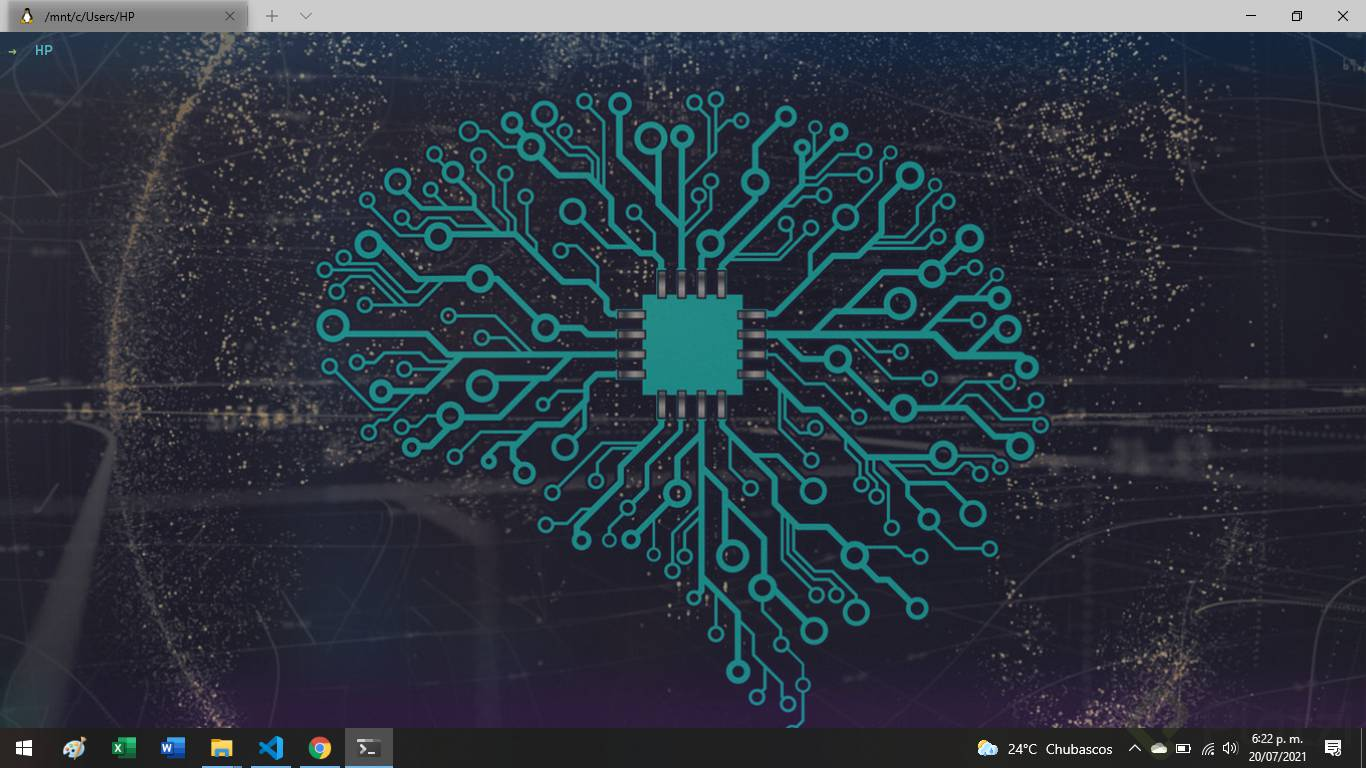 /mnt/c/Users/HP
→ HP
24°C Chubascos
6:22 p. m.
20/07/2021